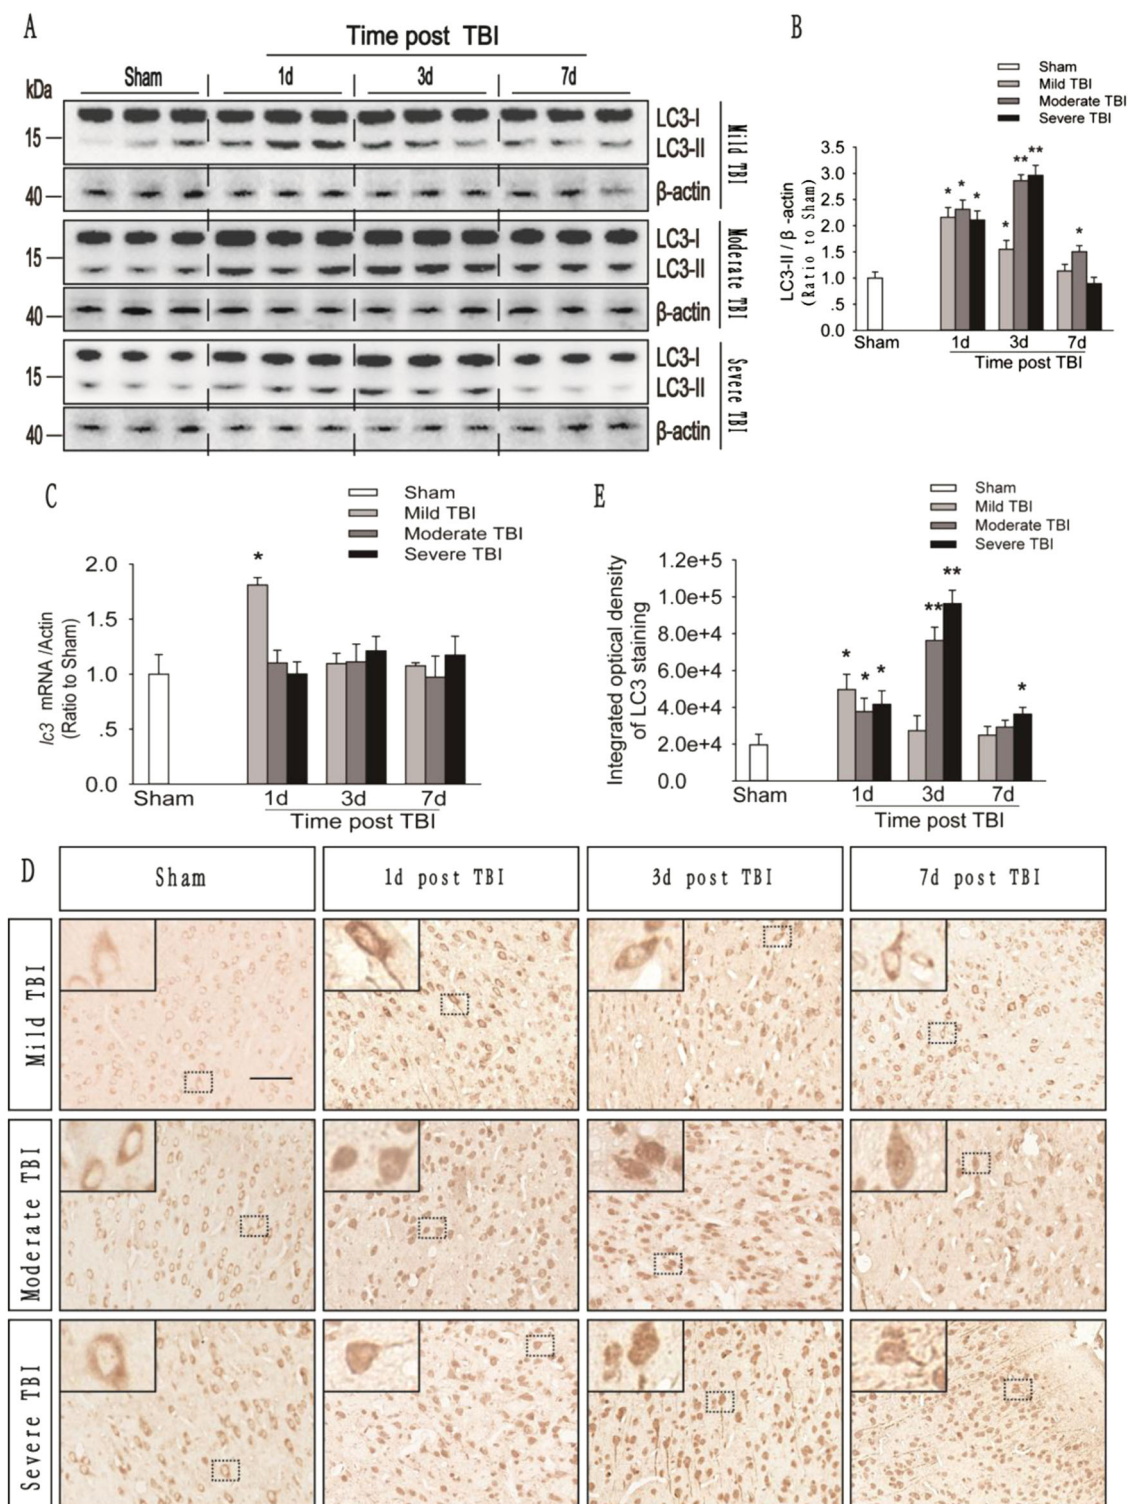 A
Time post TBI
kDa
Sham
1d
3d
7d
15
LC3-I
LC3-II
40
β-actin
Mild TBI
15
LC3-I
LC3-II
40
β-actin
Moderate TBI
15
LC3-I
LC3-II
40
β-actin
Severe TBI
B
Sham
Mild TBI
Moderate TBI
Severe TBI
LC3-II / β -actin
(Ratio to Sham)
3.5
3.0
2.5
2.0
1.5
1.0
.5
0.0
* * *
* ** **
*
Sham
1d
3d
7d
Time post TBI
C
Sham
Mild TBI
Moderate TBI
Severe TBI
lc3 mRNA /Actin
(Ratio to Sham)
2.0
1.5
1.0
.5
0.0
*
Sham
1d
3d
7d
Time post TBI
E
Sham
Mild TBI
Moderate TBI
Severe TBI
Integrated optical density
of LC3 staining
1.2e+5
1.0e+5
8.0e+4
6.0e+4
4.0e+4
2.0e+4
0.0
* * *
** **
*
Sham
1d
3d
7d
Time post TBI
D
Sham
1d post TBI
3d post TBI
7d post TBI
Mild TBI
Moderate TBI
Severe TBI